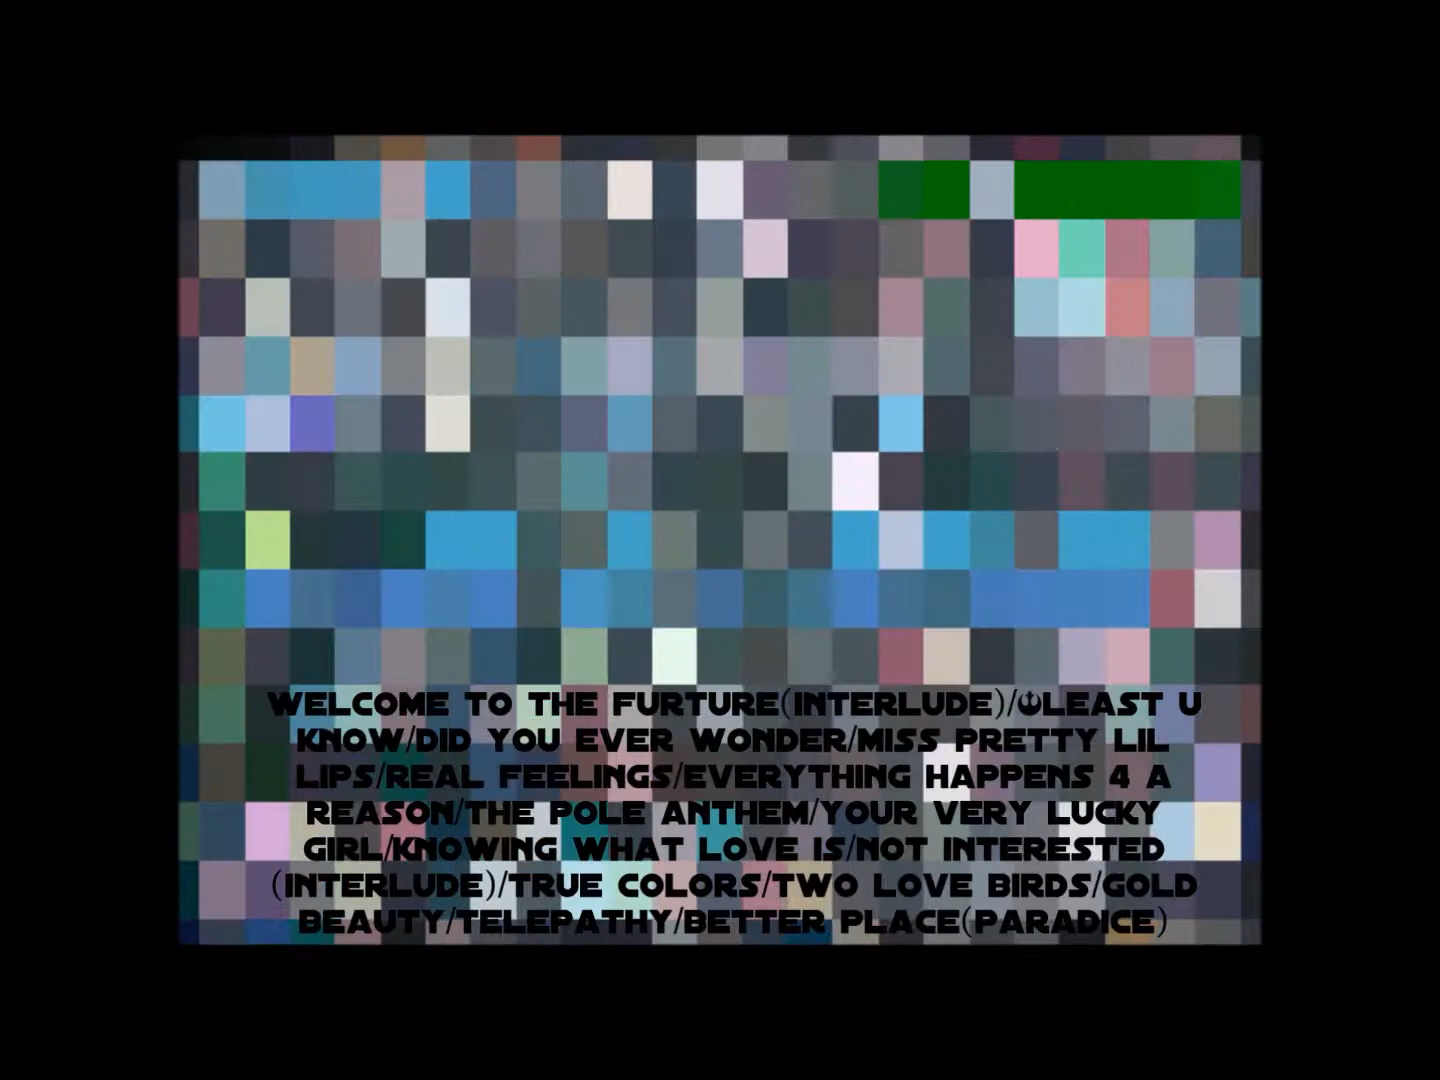 WELCOME TO THE FURTURE(INTERLUDE)/@LEAST U
KNOW/DID YOU EVER WONDER/MISS PRETTY LIL
LIPS/REAL FEELINGS/EVERYTHING HAPPENS 4 A
REASON/THE POLE ANTHEM/YOUR VERY LUCKY
GIRL/KNOWING WHAT LOVE IS/NOT INTERESTED
(INTERLUDE)/TRUE COLORS/TWO LOVE BIRDS/GOLD
BEAUTY/TELEPATHY/BETTER PLACE(PARADICE)